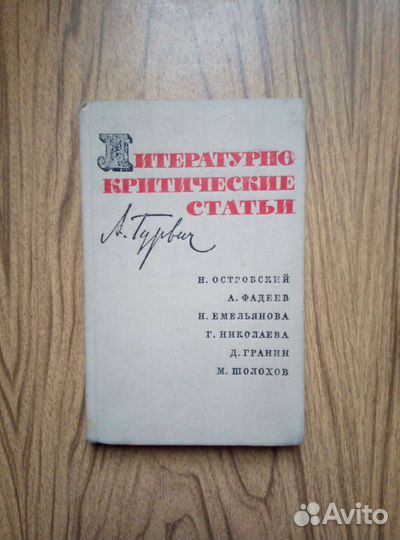 ЛИТЕРАТУРНО
КРИТИЧЕСКИЕ
СТАТЬИ
А. Гурвич
Н. ОСТРОВСКИЙ
А. ФАДЕЕВ
Н. ЕМЕЛЬЯНОВА
Г. НИКОЛАЕВА
Д. ГРАНИН
М. ШОЛОХОВ
Avito